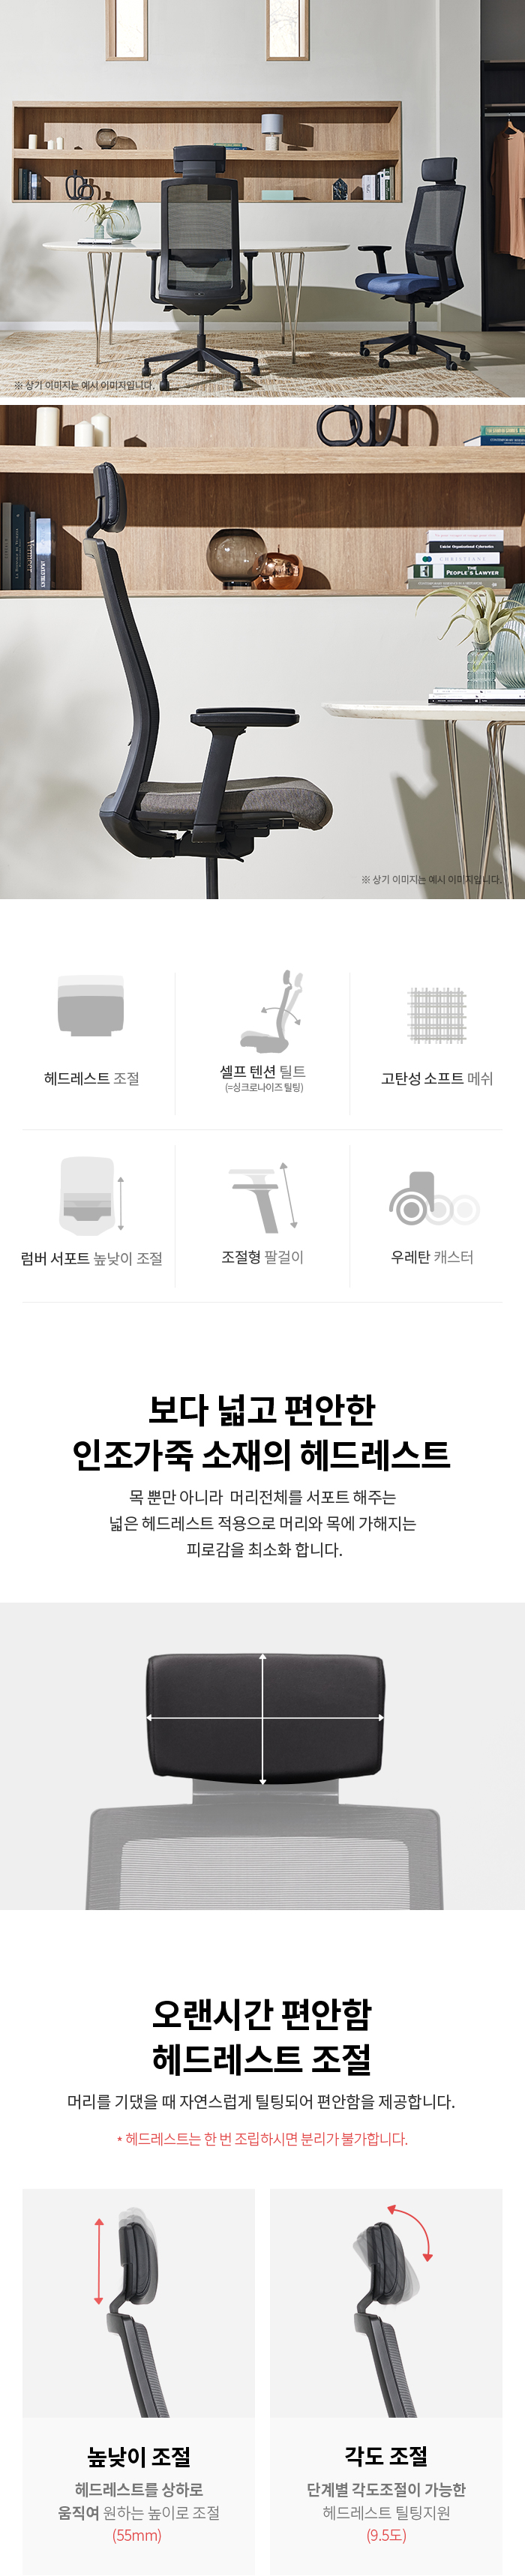 ※ 상기 이미지는 예시 이미지입니다.
THE
PEOPLE'S LAWYER
※ 상기 이미지는 예시 이미지입니다.
헤드레스트 조절
셀프 텐션 틸트
(=싱크로나이즈 틸팅)
고탄성 소프트 메쉬
럼버 서포트 높낮이 조절
조절형 팔걸이
우레탄 캐스터
보다 넓고 편안한
인조가죽 소재의 헤드레스트
목 뿐만 아니라 머리전체를 서포트 해주는
넓은 헤드레스트 적용으로 머리와 목에 가해지는
피로감을 최소화 합니다.
오랜시간 편안함
헤드레스트 조절
머리를 기댔을 때 자연스럽게 틸팅되어 편안함을 제공합니다.
* 헤드레스트는 한 번 조립하시면 분리가 불가합니다.
높낮이 조절
헤드레스트를 상하로
움직여 원하는 높이로 조절
(55mm)
각도 조절
단계별 각도조절이 가능한
헤드레스트 틸팅지원
(9.5도)